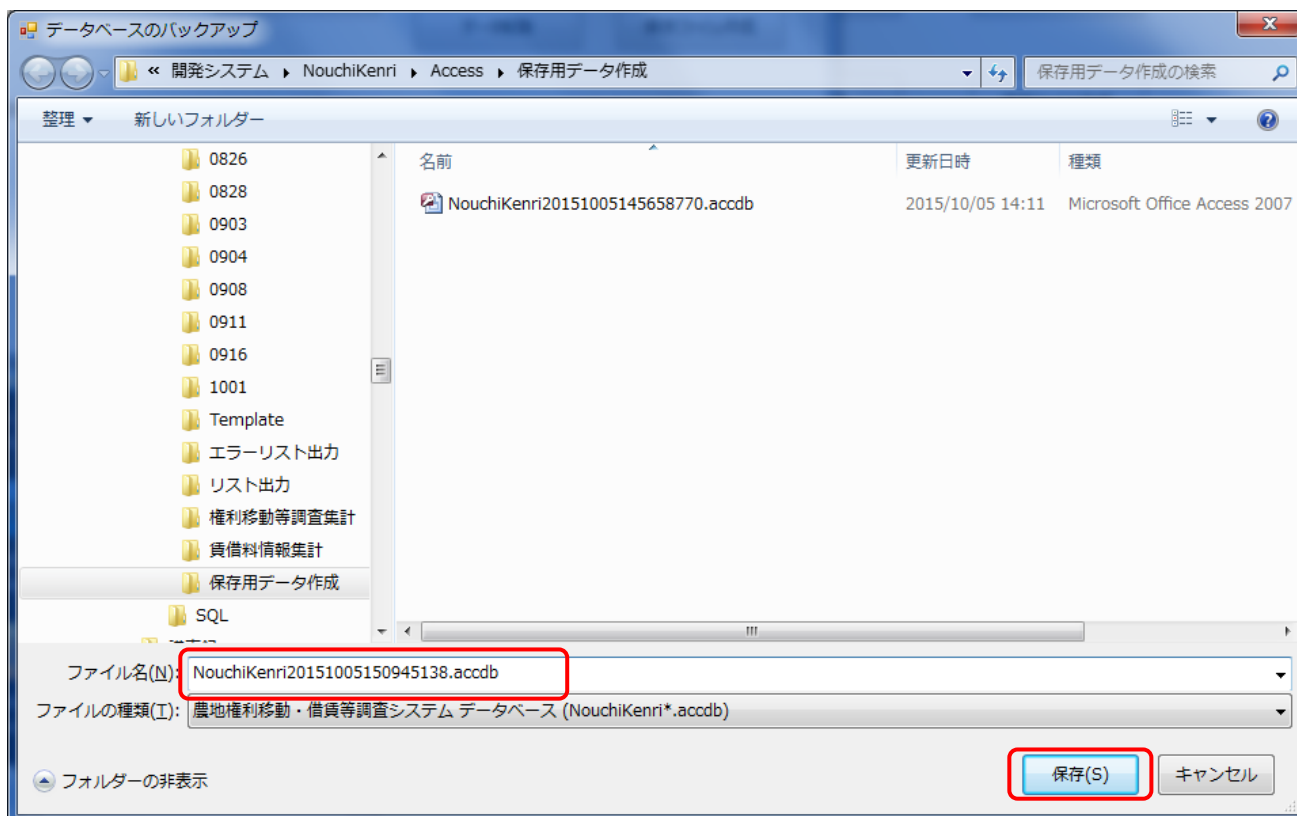 データベースのバックアップ
« 開発システム ▸ NouchiKenri ▸ Access ▸ 保存用データ作成
保存用データ作成の検索
整理 ▼ 新しいフォルダー
名前 更新日時 種類
NouchiKenri20151005145658770.accdb 2015/10/05 14:11 Microsoft Office Access 2007
0826
0828
0903
0904
0908
0911
0916
1001
Template
エラーリスト出力
リスト出力
権利移動等調査集計
賃借料情報集計
保存用データ作成
SQL
ファイル名(N): NouchiKenri20151005150945138.accdb
ファイルの種類(T): 農地権利移動・借賃等調査システム データベース (NouchiKenri*.accdb)
フォルダーの非表示
保存(S) キャンセル